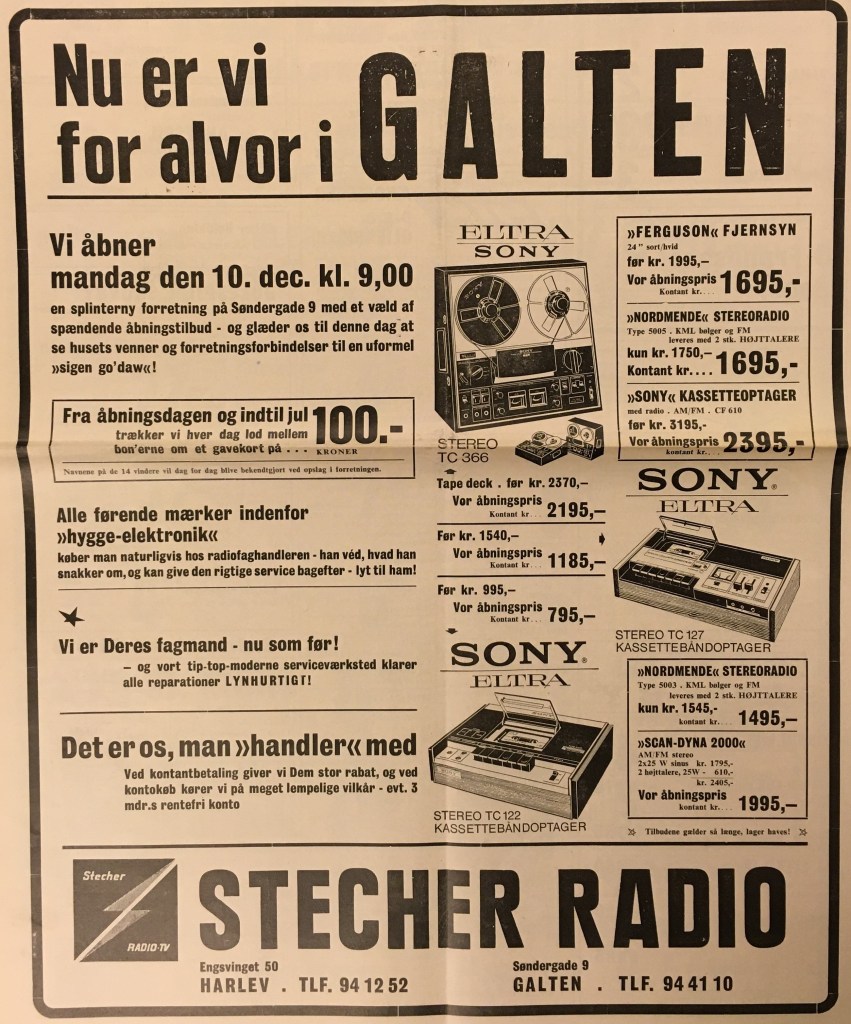 Nu er vi
for alvor i GALTEN
Vi åbner
mandag den 10. dec. kl. 9,00
en splinterny forretning på Søndergade 9 med et væld af
spændende åbningstilbud - og glæder os til denne dag at
se husets venner og forretningsforbindelser til en uformel
»sigen go'daw«!
Fra åbningsdagen og indtil jul 100.-
trækker vi hver dag lod mellem
bon'erne om et gavekort på . . . KRONER
Navnene på de 14 vindere vil dag for dag blive bekendtgjort ved opslag i forretningen.
Alle førende mærker indenfor
»hygge-elektronik«
køber man naturligvis hos radiofaghandleren - han véd, hvad han
snakker om, og kan give den rigtige service bagefter - lyt til ham!
Vi er Deres fagmand - nu som før!
– og vort tip-top-moderne serviceværksted klarer
alle reparationer LYNHURTIGT!
Det er os, man »handler« med
Ved kontantbetaling giver vi Dem stor rabat, og ved
kontokøb kører vi på meget lempelige vilkår - evt. 3
mdr.s rentefri konto
ELTRA
SONY
STEREO
TC 366
Tape deck . før kr. 2370,–
Vor åbningspris
Kontant kr... 2195,–
Før kr. 1540,–
Vor åbningspris
Kontant kr... 1185,–
Før kr. 995,–
Vor åbningspris
Kontant kr... 795,–
SONY®
ELTRA
STEREO TC 122
KASSETTEBÅNDOPTAGER
»FERGUSON« FJERNSYN
24" sort/hvid
før kr. 1995,–
Vor åbningspris
Kontant kr.... 1695,-
»NORDMENDE« STEREORADIO
Type 5005 . KML bølger og FM
leveres med 2 stk. HØJTTALERE
kun kr. 1750,–
Kontant kr.... 1695,-
»SONY« KASSETTEOPTAGER
med radio . AM/FM . CF 610
før kr. 3195,-
Vor åbningspris
kontant kr... 2395,-
SONY®
ELTRA
STEREO TC 127
KASSETTEBÅNDOPTAGER
»NORDMENDE« STEREORADIO
Type 5003 . KML bølger og FM
leveres med 2 stk. HØJTTALERE
kun kr. 1545,-
kontant kr... 1495,–
»SCAN-DYNA 2000«
AM/FM stereo
2x25 W sinus kr. 1795,-
2 højttalere, 25W - 610,-
kr. 2405,-
Vor åbningspris
kontant kr... 1995,–
Tilbudene gælder så længe, lager haves!
Stecher
RADIO-TV
STECHER RADIO
Engsvinget 50
HARLEV . TLF. 94 12 52
Søndergade 9
GALTEN . TLF. 94 41 10